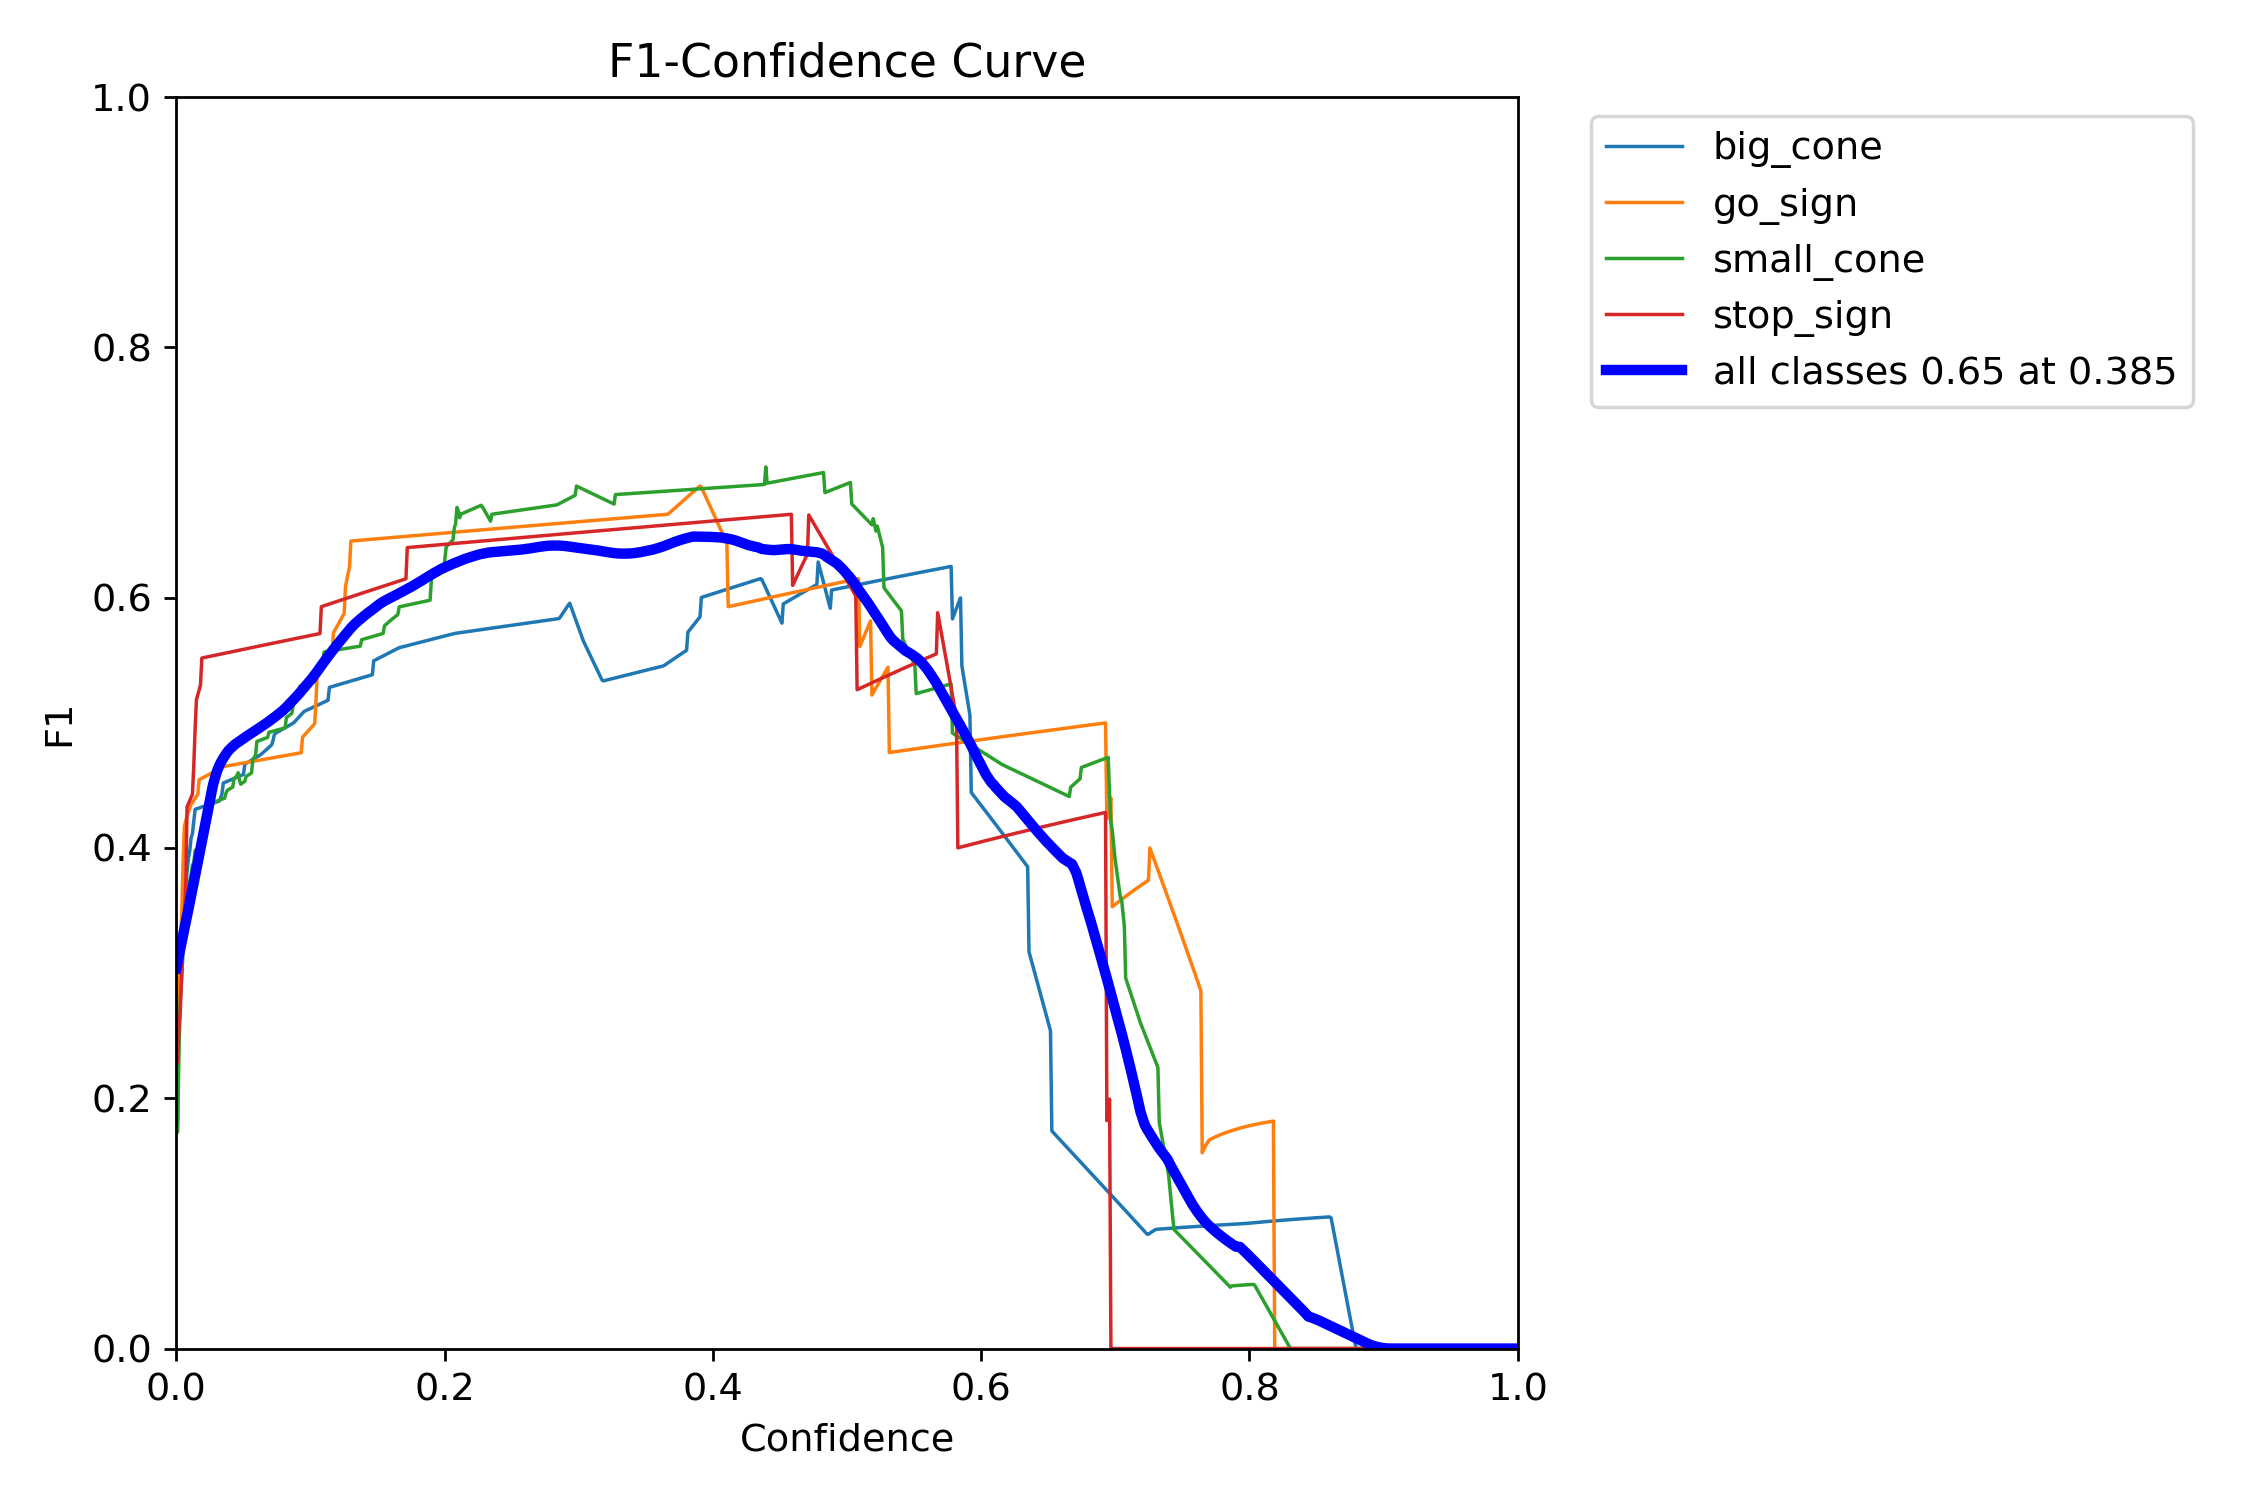 F1-Confidence Curve
1.0
0.8
0.6
0.4
0.2
0.0
F1
0.0 0.2 0.4 0.6 0.8 1.0
Confidence
big_cone
go_sign
small_cone
stop_sign
all classes 0.65 at 0.385